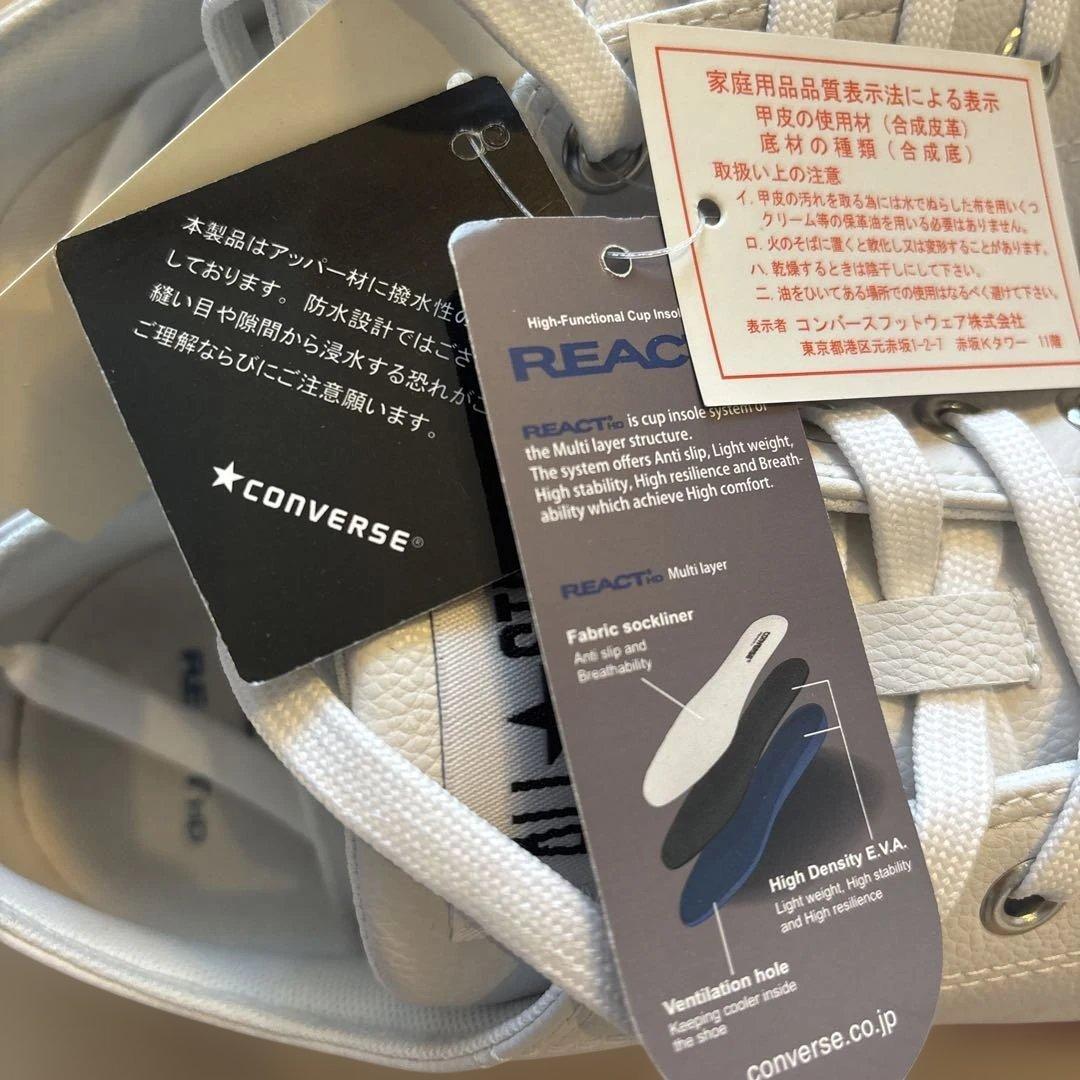 本製品はアッパー材に撥水性の
しております。防水設計ではござ
縫い目や隙間から浸水する恐れがご
ご理解ならびにご注意願います。
★CONVERSE®
High-Functional Cup Inso
REAC
REACT HD is cup insole system of
the Multi layer structure.
The system offers Anti slip, Light weight,
High stability, High resilience and Breath-
ability which achieve High comfort.
REACT HD Multi layer
Fabric sockliner
Anti slip and
Breathability
CONVERSE
High Density E.V.A.
Light weight, High stability
and High resilience
Ventilation hole
Keeping cooler inside
the shoe
converse.co.jp
家庭用品品質表示法による表示
甲皮の使用材(合成皮革)
底材の種類(合成底)
取扱い上の注意
イ. 甲皮の汚れを取る為には水でぬらした布を用いくつ
クリーム等の保革油を用いる必要はありません。
ロ. 火のそばに置くと軟化し又は変形することがあります。
ハ. 乾燥するときは陰干しにして下さい。
ニ. 油をひいてある場所での使用はなるべく避けて下さい。
表示者 コンバースフットウェア株式会社
東京都港区元赤坂1-2-7 赤坂Kタワー 11階
ALL ★
RE
HD